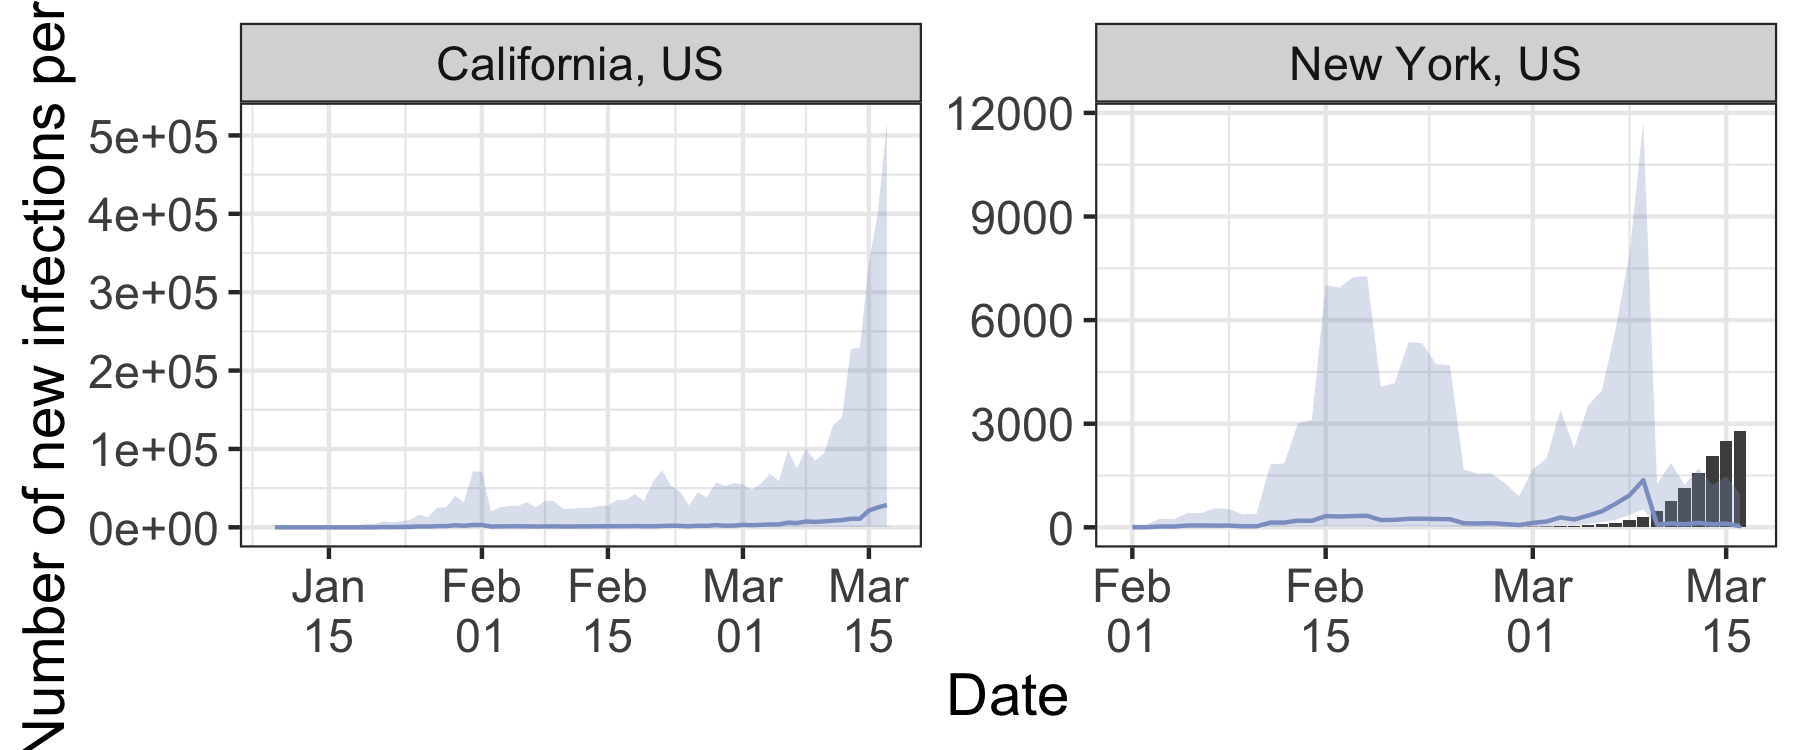 Number of new infections per
California, US
New York, US
5e+05
4e+05
3e+05
2e+05
1e+05
0e+00
12000
9000
6000
3000
0
Jan
15
Feb
01
Feb
15
Mar
01
Mar
15
Feb
01
Feb
15
Mar
01
Mar
15
Date